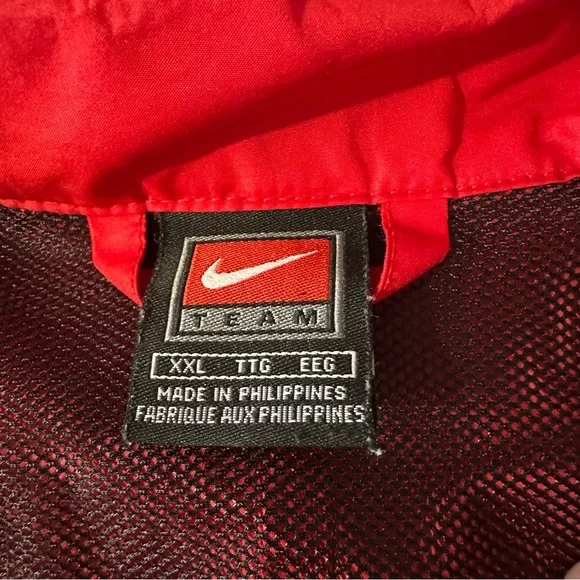 TEAM
XXL TTG EEG
MADE IN PHILIPPINES
FABRIQUE AUX PHILIPPINES